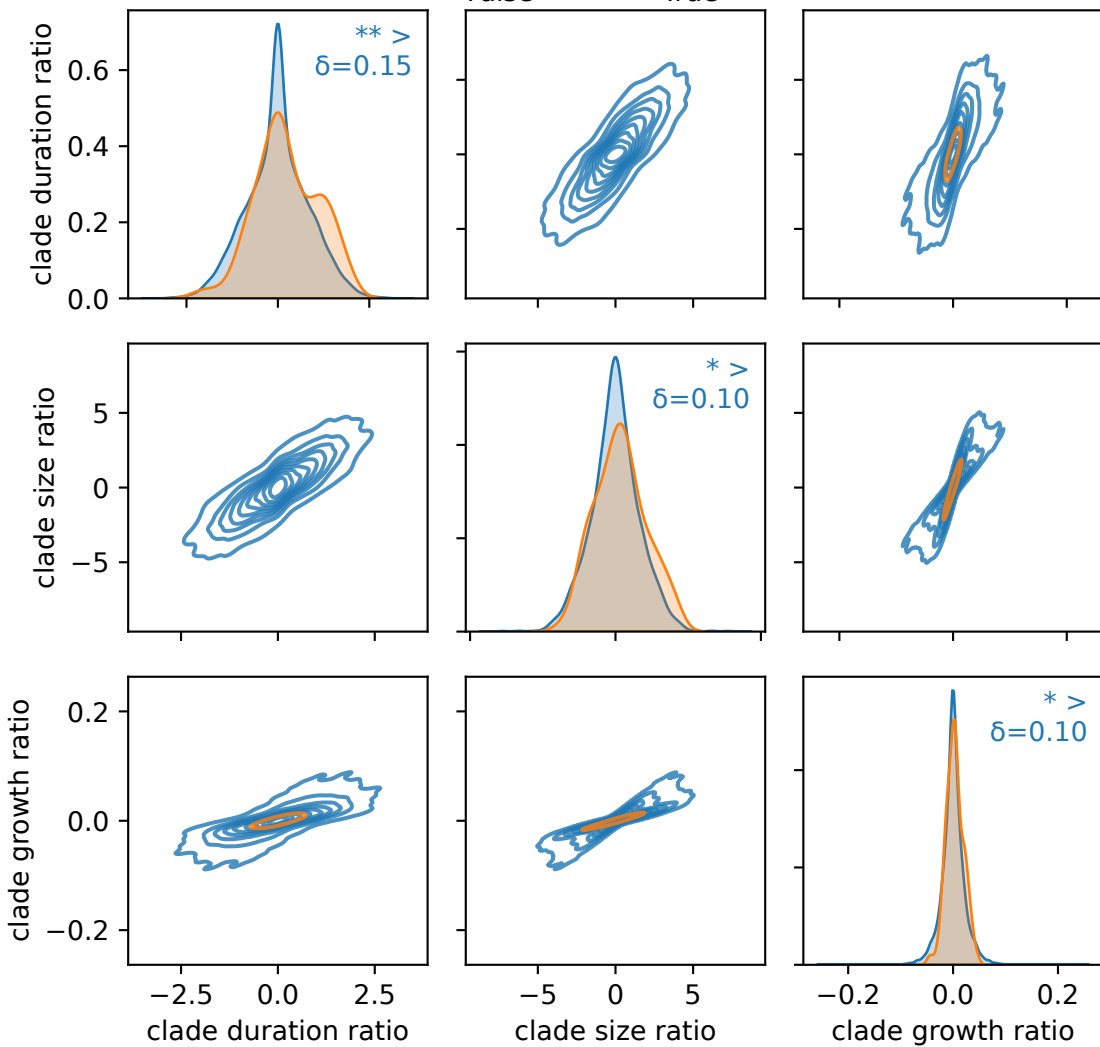 clade duration ratio
0.6
0.4
0.2
0.0
** >
δ=0.15
clade size ratio
5
0
−5
* >
δ=0.10
clade growth ratio
0.2
0.0
−0.2
* >
δ=0.10
−2.5 0.0 2.5
−5 0 5
−0.2 0.0 0.2
clade duration ratio
clade size ratio
clade growth ratio